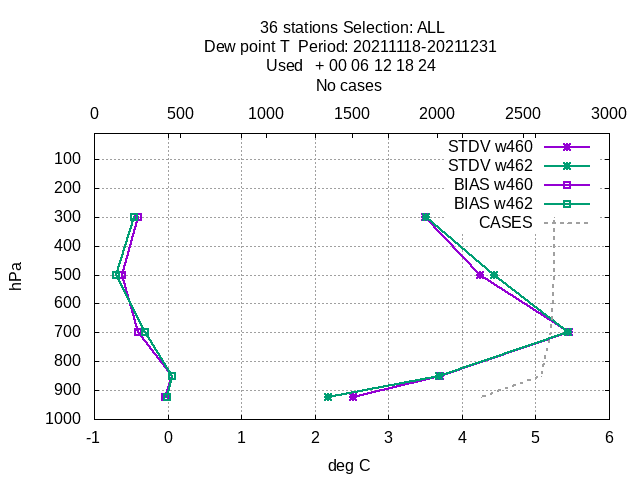 36 stations Selection: ALL
Dew point T  Period: 20211118-20211231
Used   + 00 06 12 18 24
No cases
0 500 1000 1500 2000 2500 3000
STDV w460
STDV w462
BIAS w460
BIAS w462
CASES
100
200
300
400
500
600
700
800
900
1000
hPa
-1 0 1 2 3 4 5 6
deg C